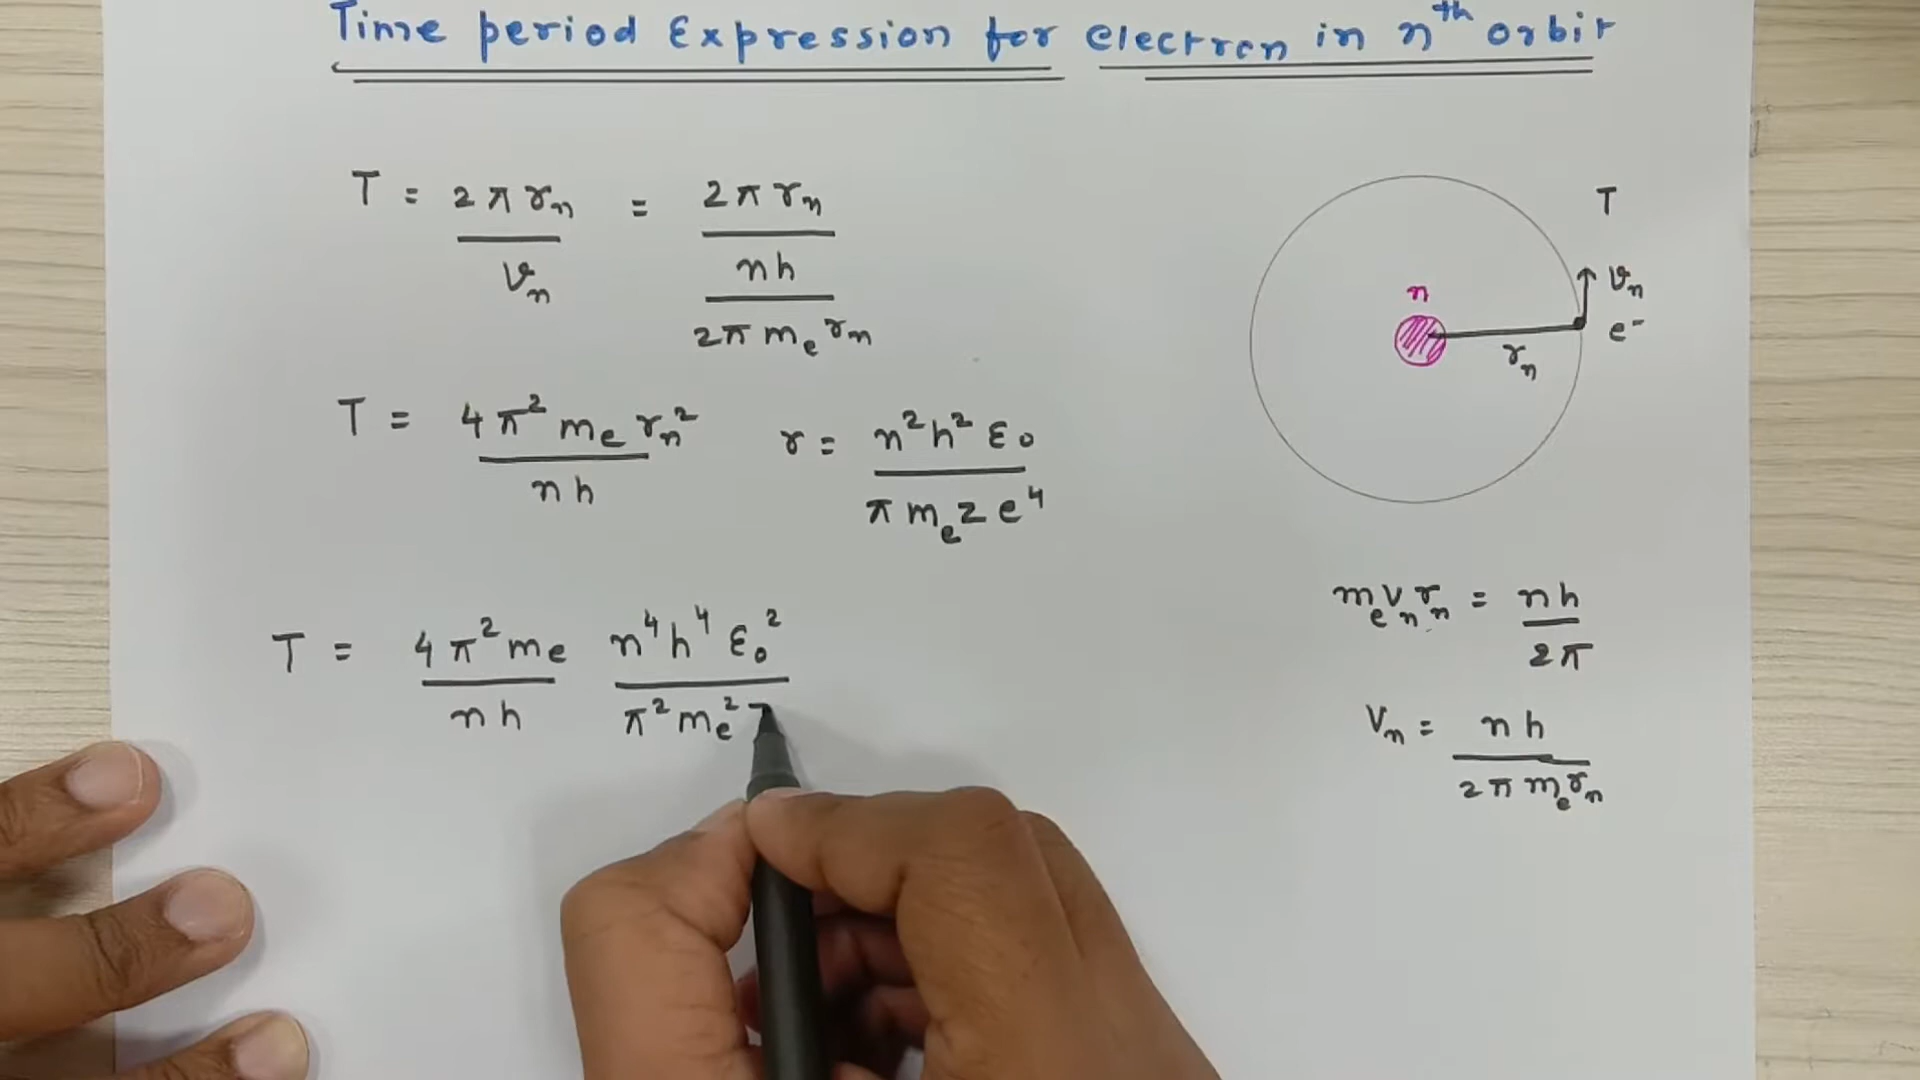 Time period Expression for electron in nᵗʰ orbit
T = 2πrₙ / vₙ = 2πrₙ / (nh / 2πmₑrₙ)
T = 4π²mₑrₙ² / nh   r = n²h²ε₀ / πmₑze⁴
T = 4π²mₑ / nh   n⁴h⁴ε₀² / π²mₑ²
T
vₙ
n
e⁻
rₙ
mₑvₙrₙ = nh / 2π
vₙ = nh / 2πmₑrₙ